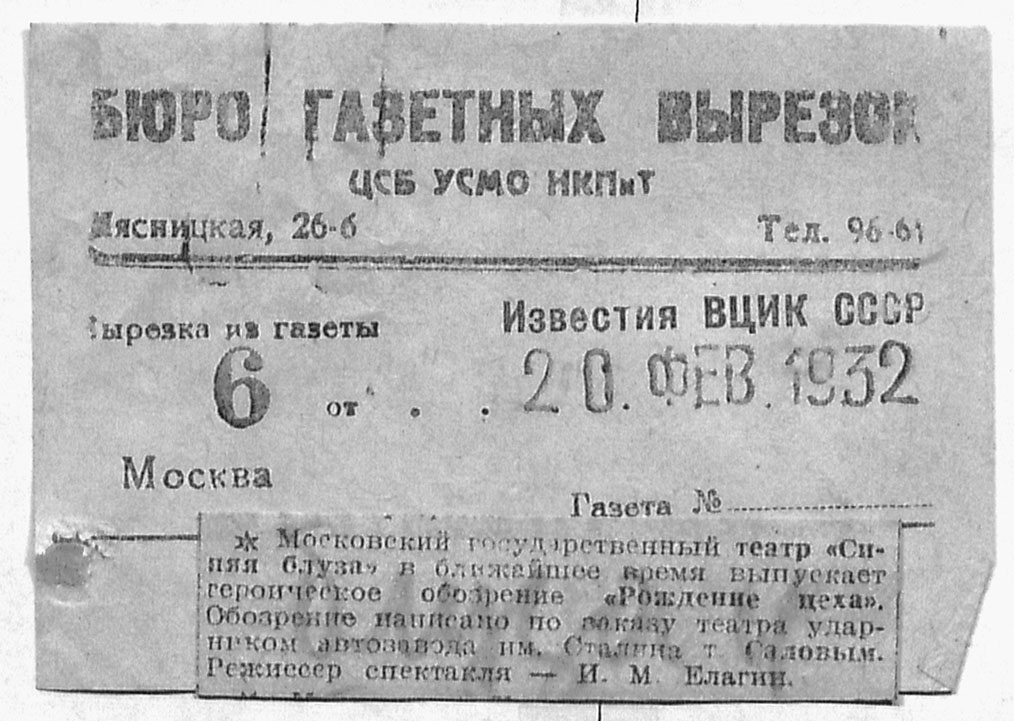 БЮРО ГАЗЕТНЫХ ВЫРЕЗОК
ЦСБ УСМО НКПиТ
Мясницкая, 26-б Тел. 96-61
Вырезка из газеты Известия ВЦИК СССР
6 от . . 20. ФЕВ. 1932
Москва
Газета №
☆ Московский государственный театр «Си-
няя блуза» в ближайшее время выпускает
героическое обозрение «Рождение цеха».
Обозрение написано по заказу театра удар-
ником автозавода им. Сталина т. Саловым.
Режиссер спектакля — И. М. Елагин.